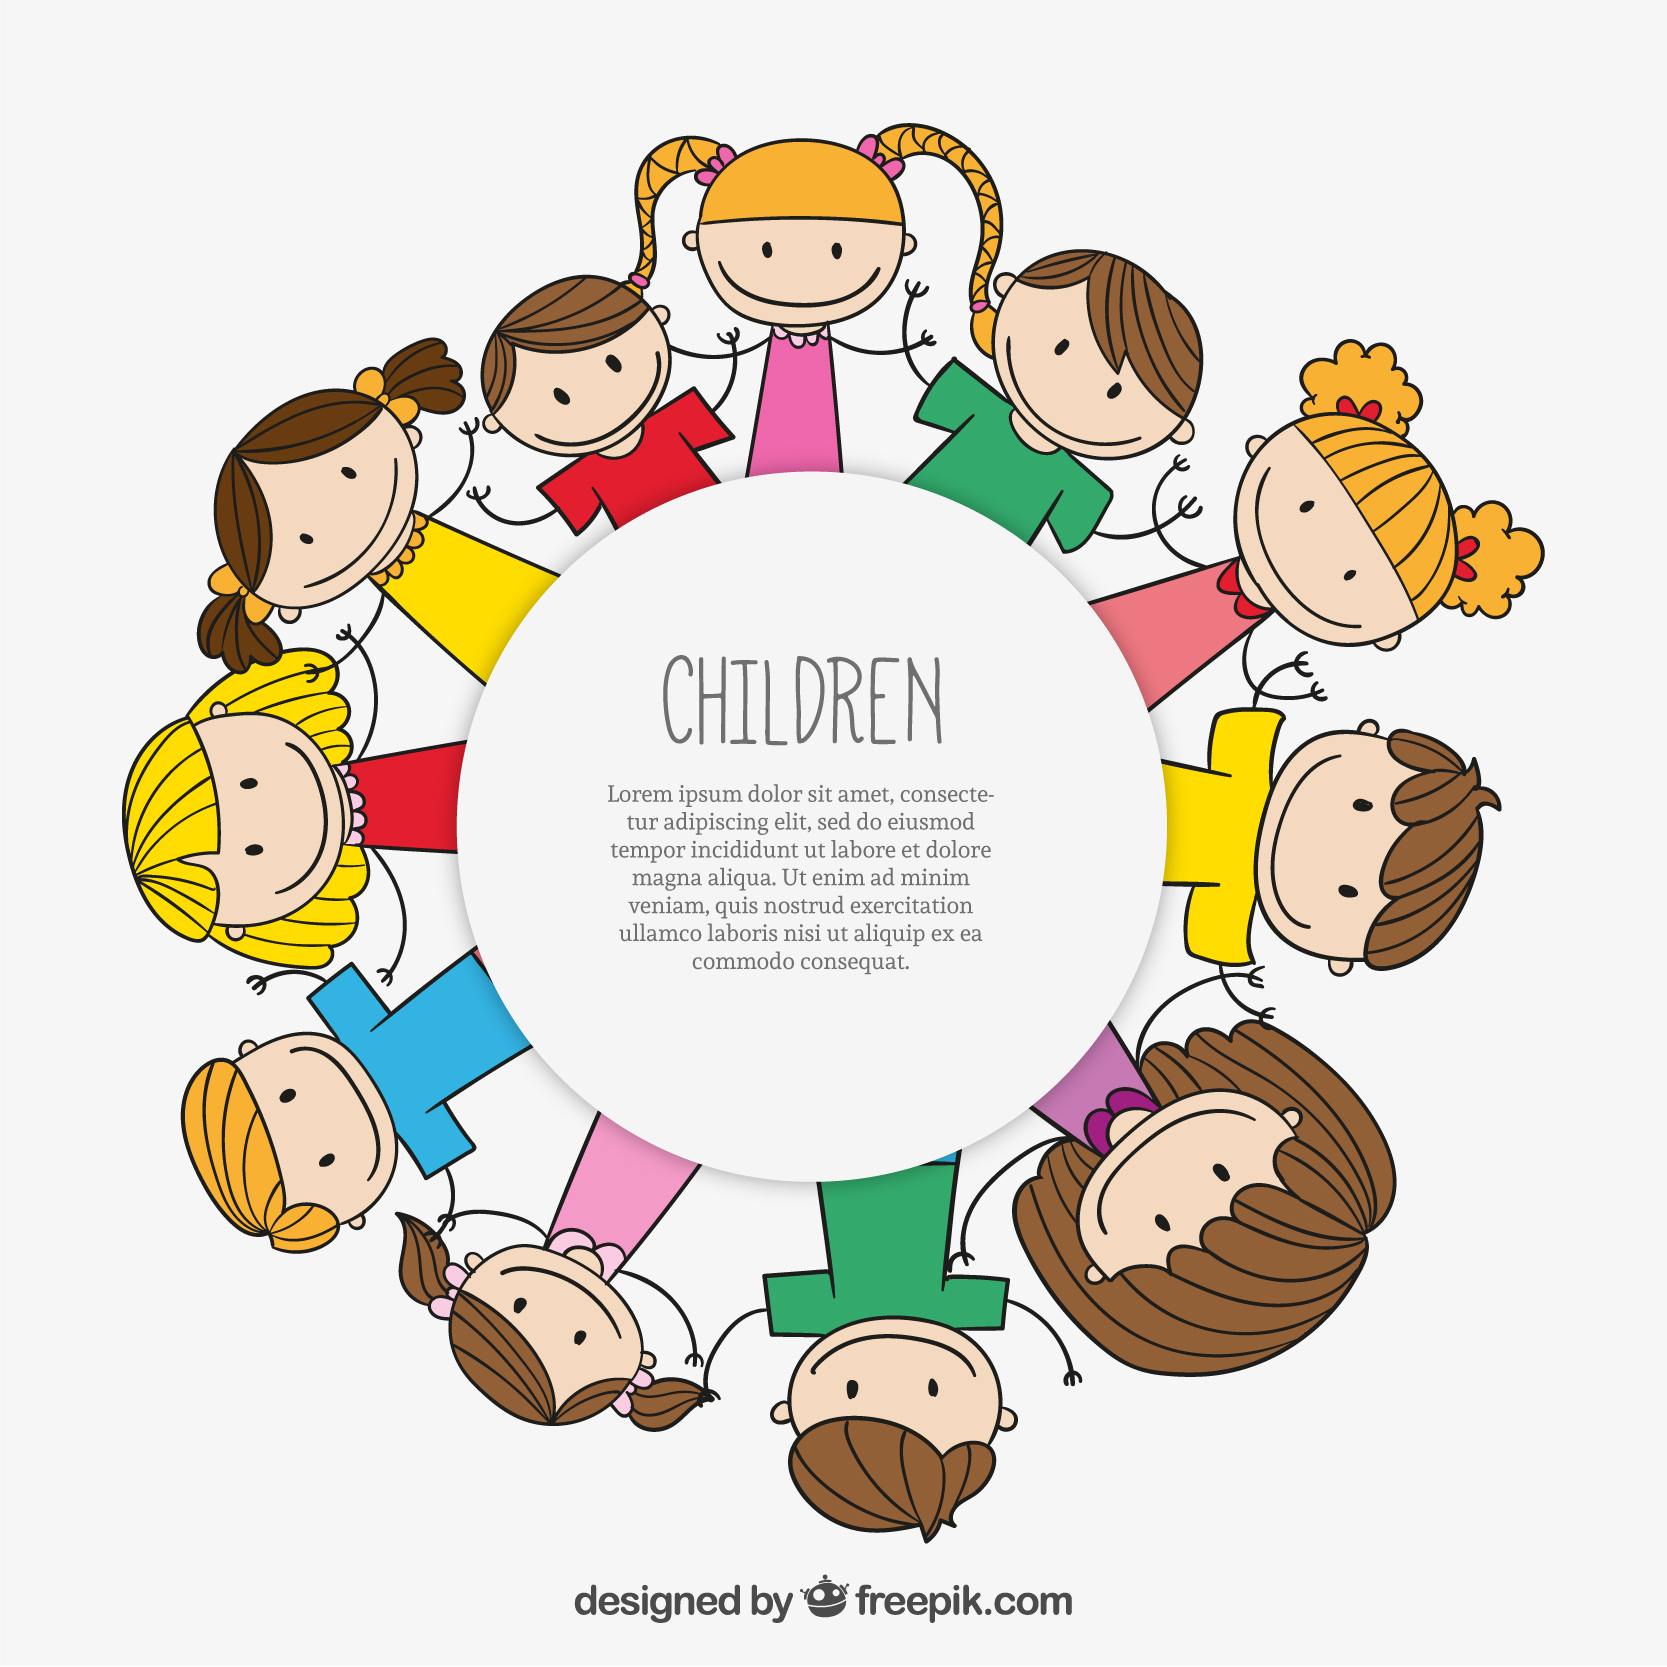 CHILDREN
Lorem ipsum dolor sit amet, consecte-
tur adipiscing elit, sed do eiusmod
tempor incididunt ut labore et dolore
magna aliqua. Ut enim ad minim
veniam, quis nostrud exercitation
ullamco laboris nisi ut aliquip ex ea
commodo consequat.
designed by freepik.com